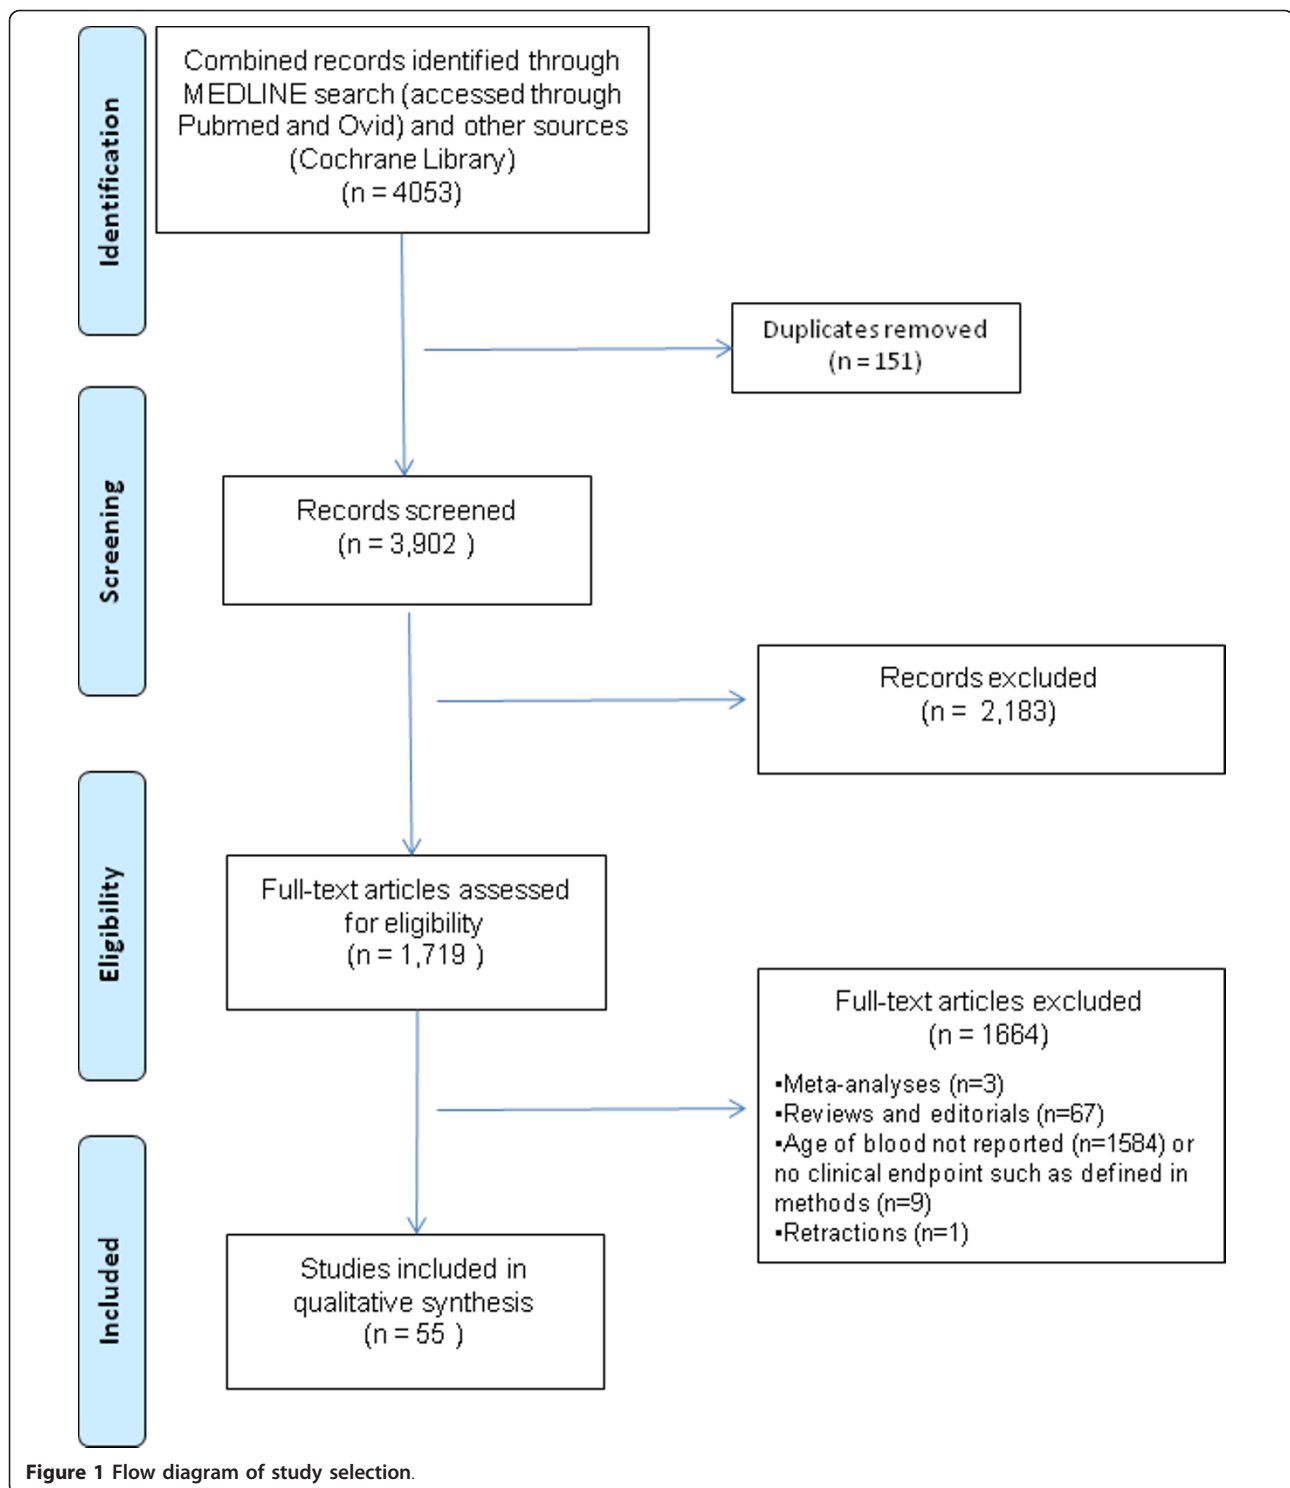 Identification
Combined records identified through
MEDLINE search (accessed through
Pubmed and Ovid) and other sources
(Cochrane Library)
(n = 4053)
Duplicates removed
(n = 151)
Screening
Records screened
(n = 3,902 )
Records excluded
(n = 2,183)
Eligibility
Full-text articles assessed
for eligibility
(n = 1,719 )
Full-text articles excluded
(n = 1664)
▪Meta-analyses (n=3)
▪Reviews and editorials (n=67)
▪Age of blood not reported (n=1584) or
no clinical endpoint such as defined in
methods (n=9)
▪Retractions (n=1)
Included
Studies included in
qualitative synthesis
(n = 55 )
Figure 1 Flow diagram of study selection.